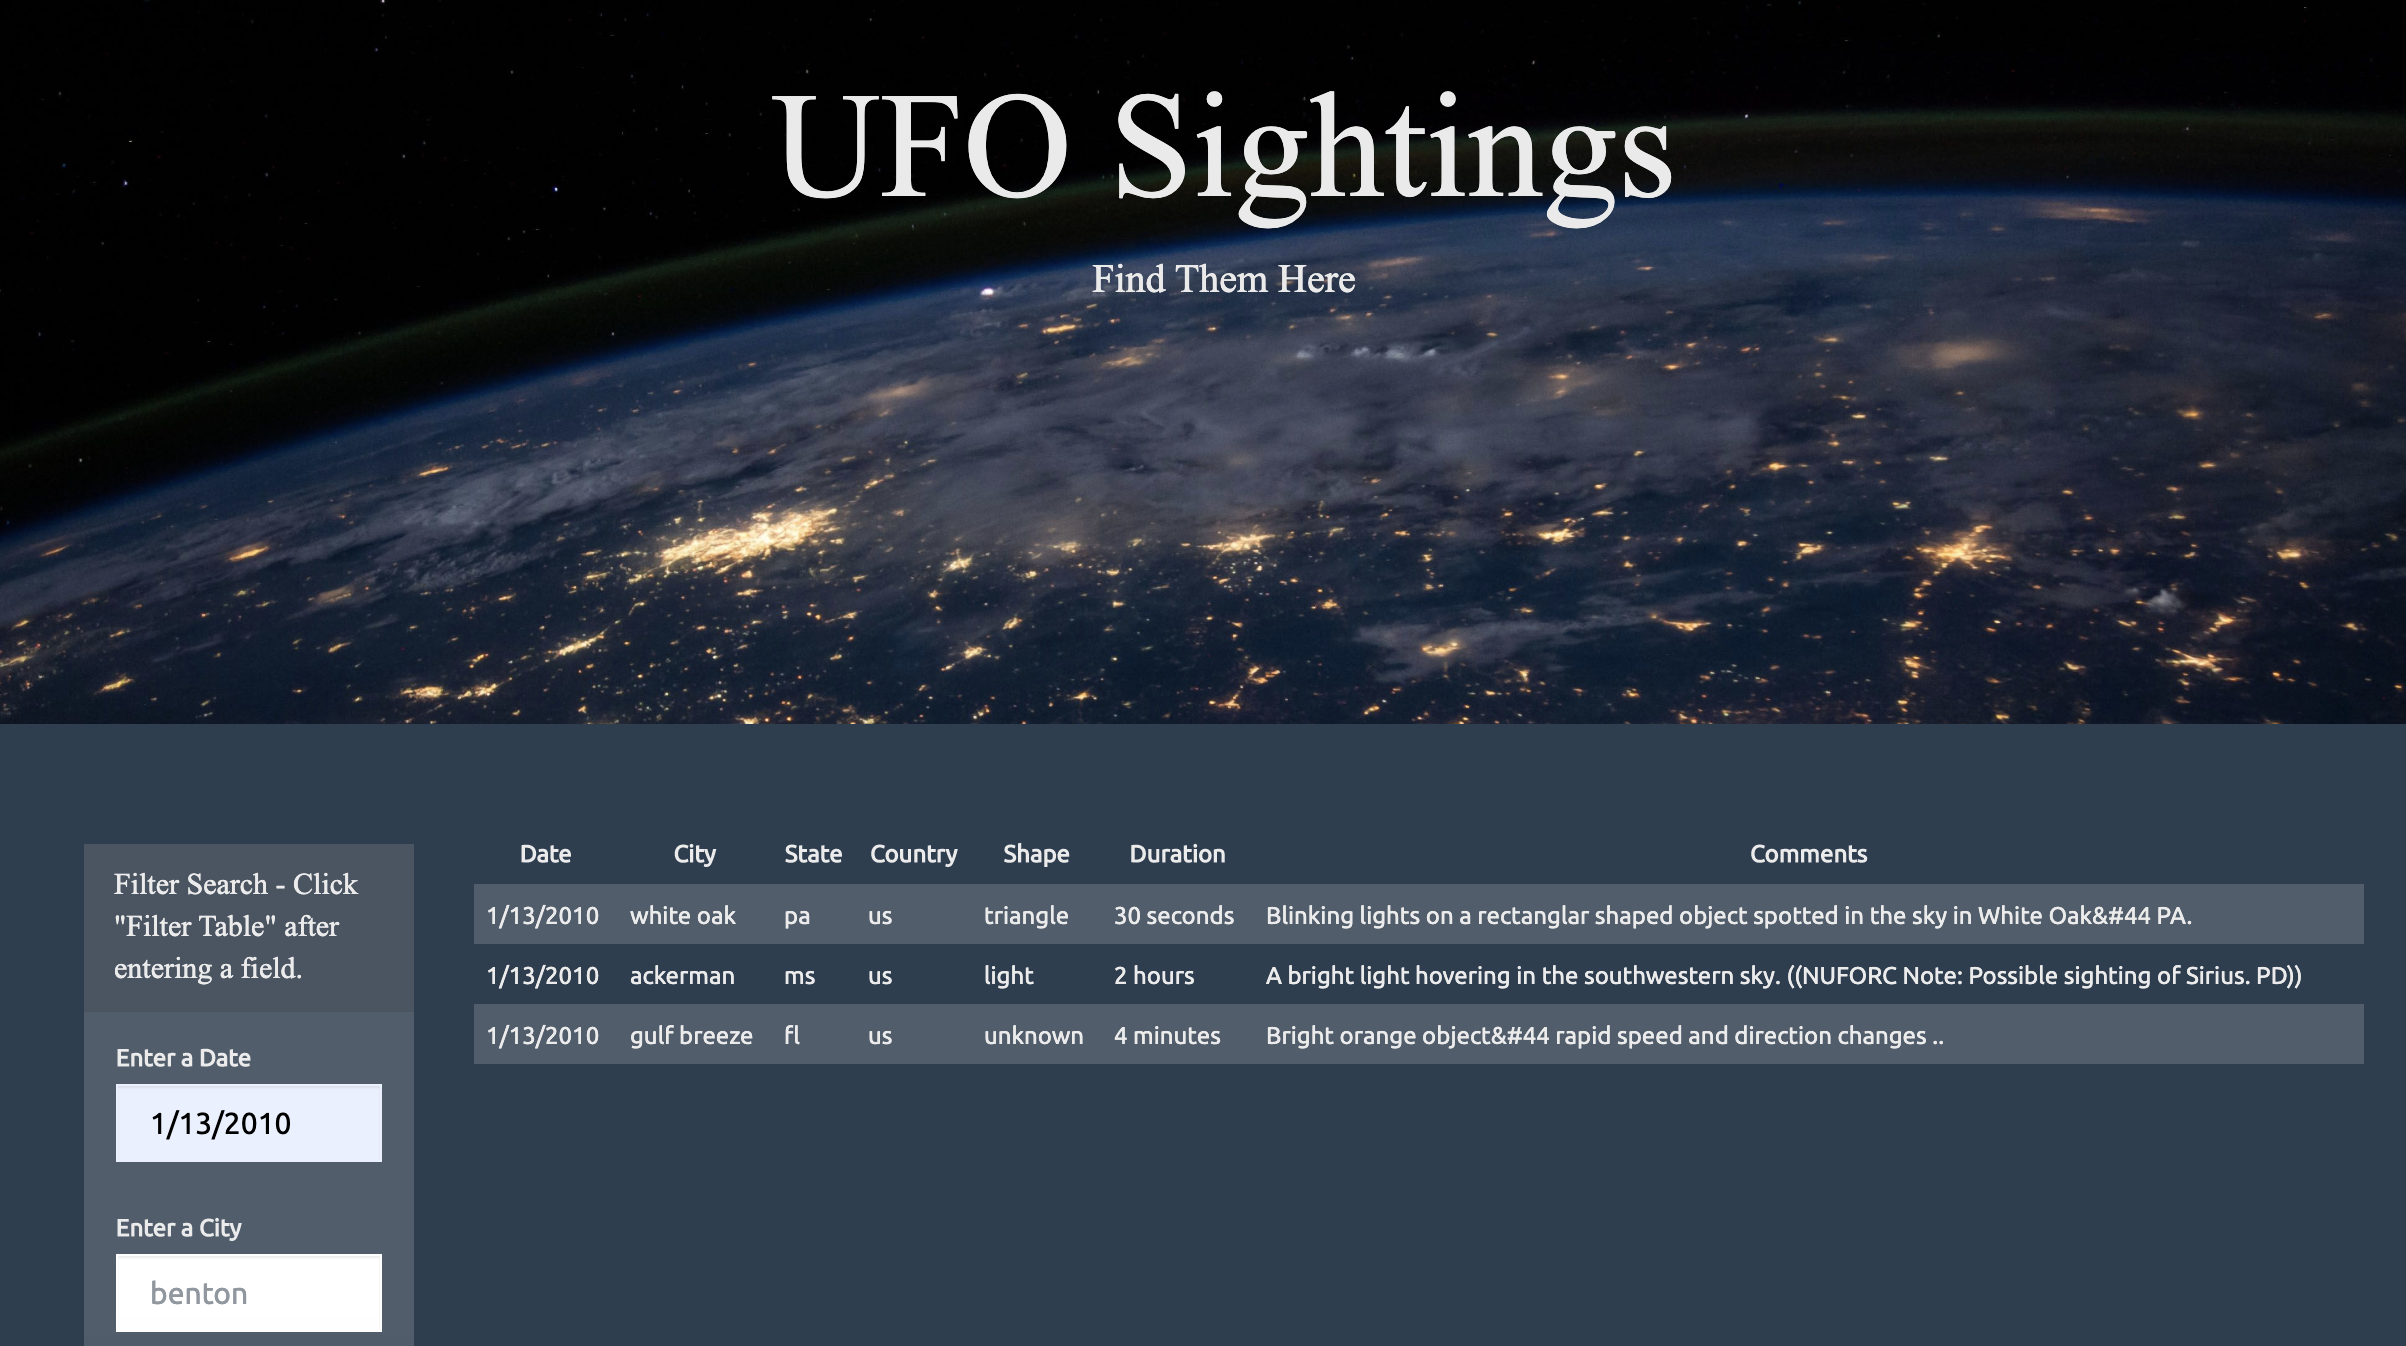 UFO Sightings
Find Them Here
Filter Search - Click
"Filter Table" after
entering a field.
Enter a Date
1/13/2010
Enter a City
benton
Date City State Country Shape Duration Comments
1/13/2010 white oak pa us triangle 30 seconds Blinking lights on a rectanglar shaped object spotted in the sky in White Oak&#44 PA.
1/13/2010 ackerman ms us light 2 hours A bright light hovering in the southwestern sky. ((NUFORC Note: Possible sighting of Sirius. PD))
1/13/2010 gulf breeze fl us unknown 4 minutes Bright orange object&#44 rapid speed and direction changes ..